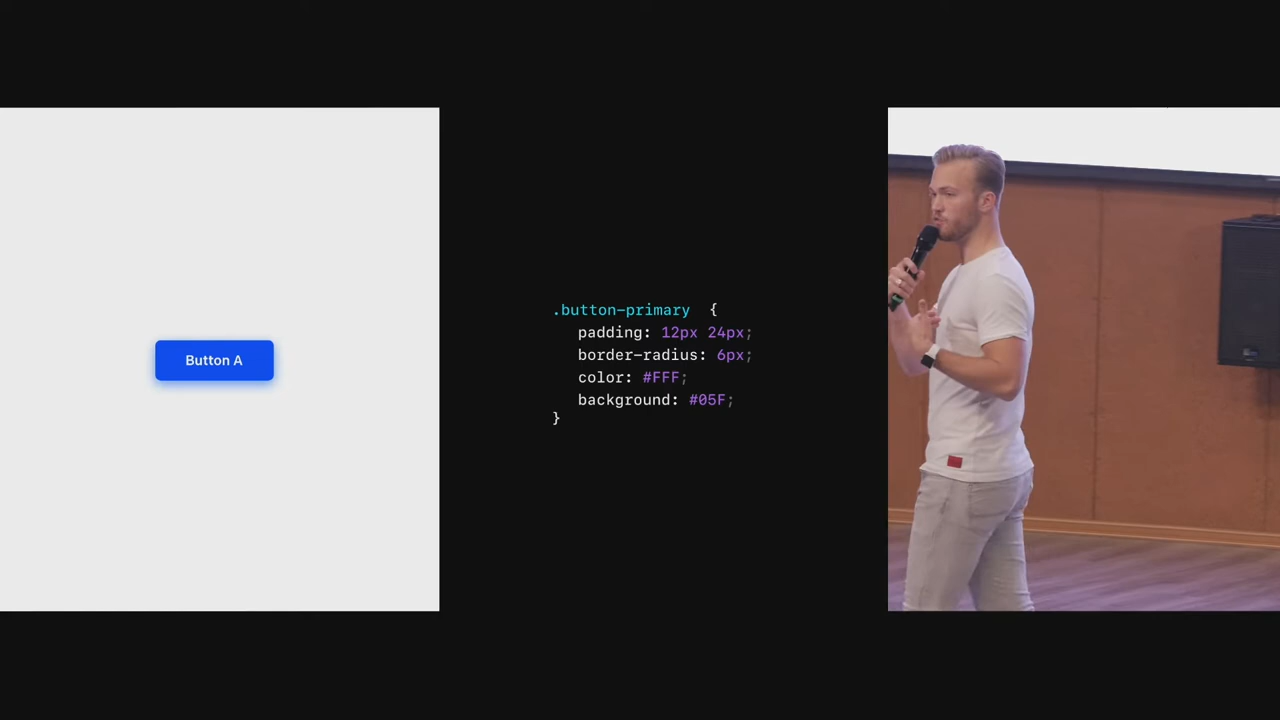 Button A
.button-primary {
padding: 12px 24px;
border-radius: 6px;
color: #FFF;
background: #05F;
}